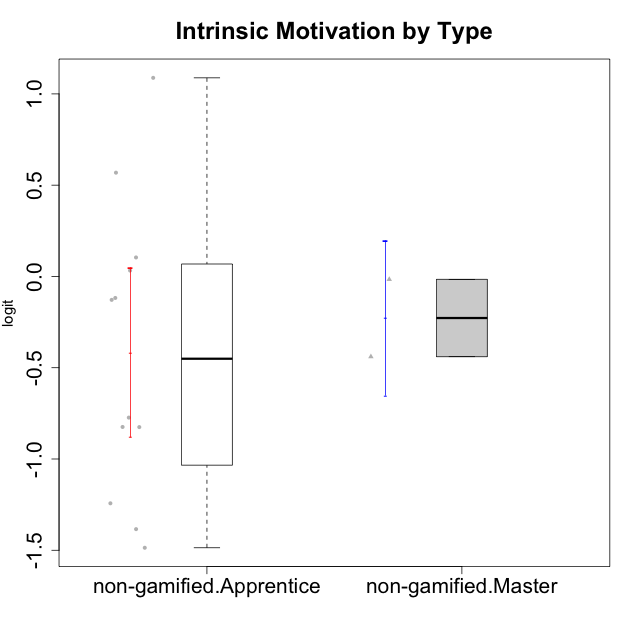 Intrinsic Motivation by Type
1.0
0.5
0.0
-0.5
-1.0
-1.5
logit
non-gamified.Apprentice
non-gamified.Master